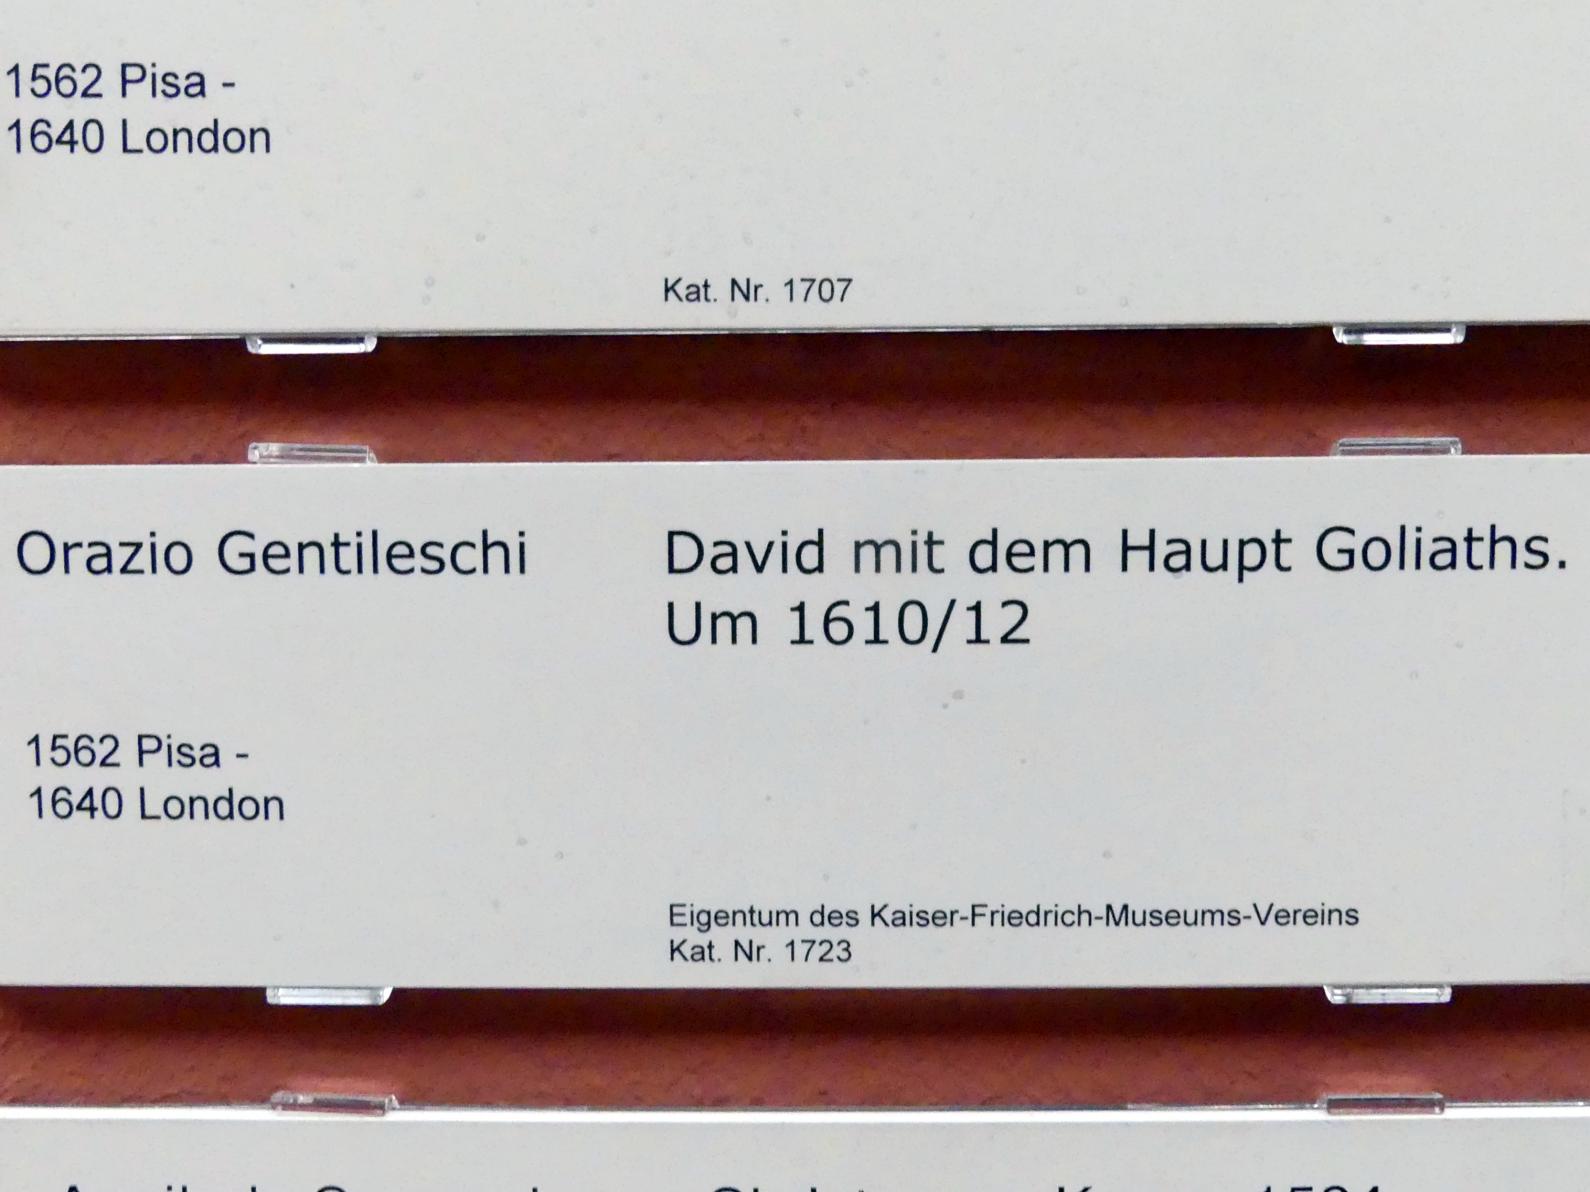 1562 Pisa -
1640 London
Kat. Nr. 1707
Orazio Gentileschi
David mit dem Haupt Goliaths.
Um 1610/12
1562 Pisa -
1640 London
Eigentum des Kaiser-Friedrich-Museums-Vereins
Kat. Nr. 1723